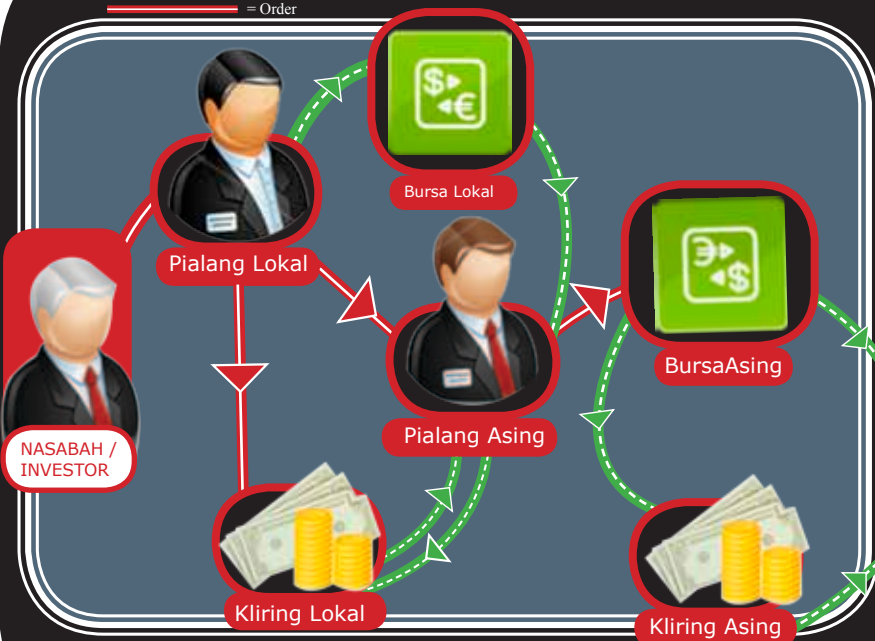 = Order
$
€
Bursa Lokal
Pialang Lokal
€
$
BursaAsing
Pialang Asing
NASABAH /
INVESTOR
Kliring Lokal
Kliring Asing